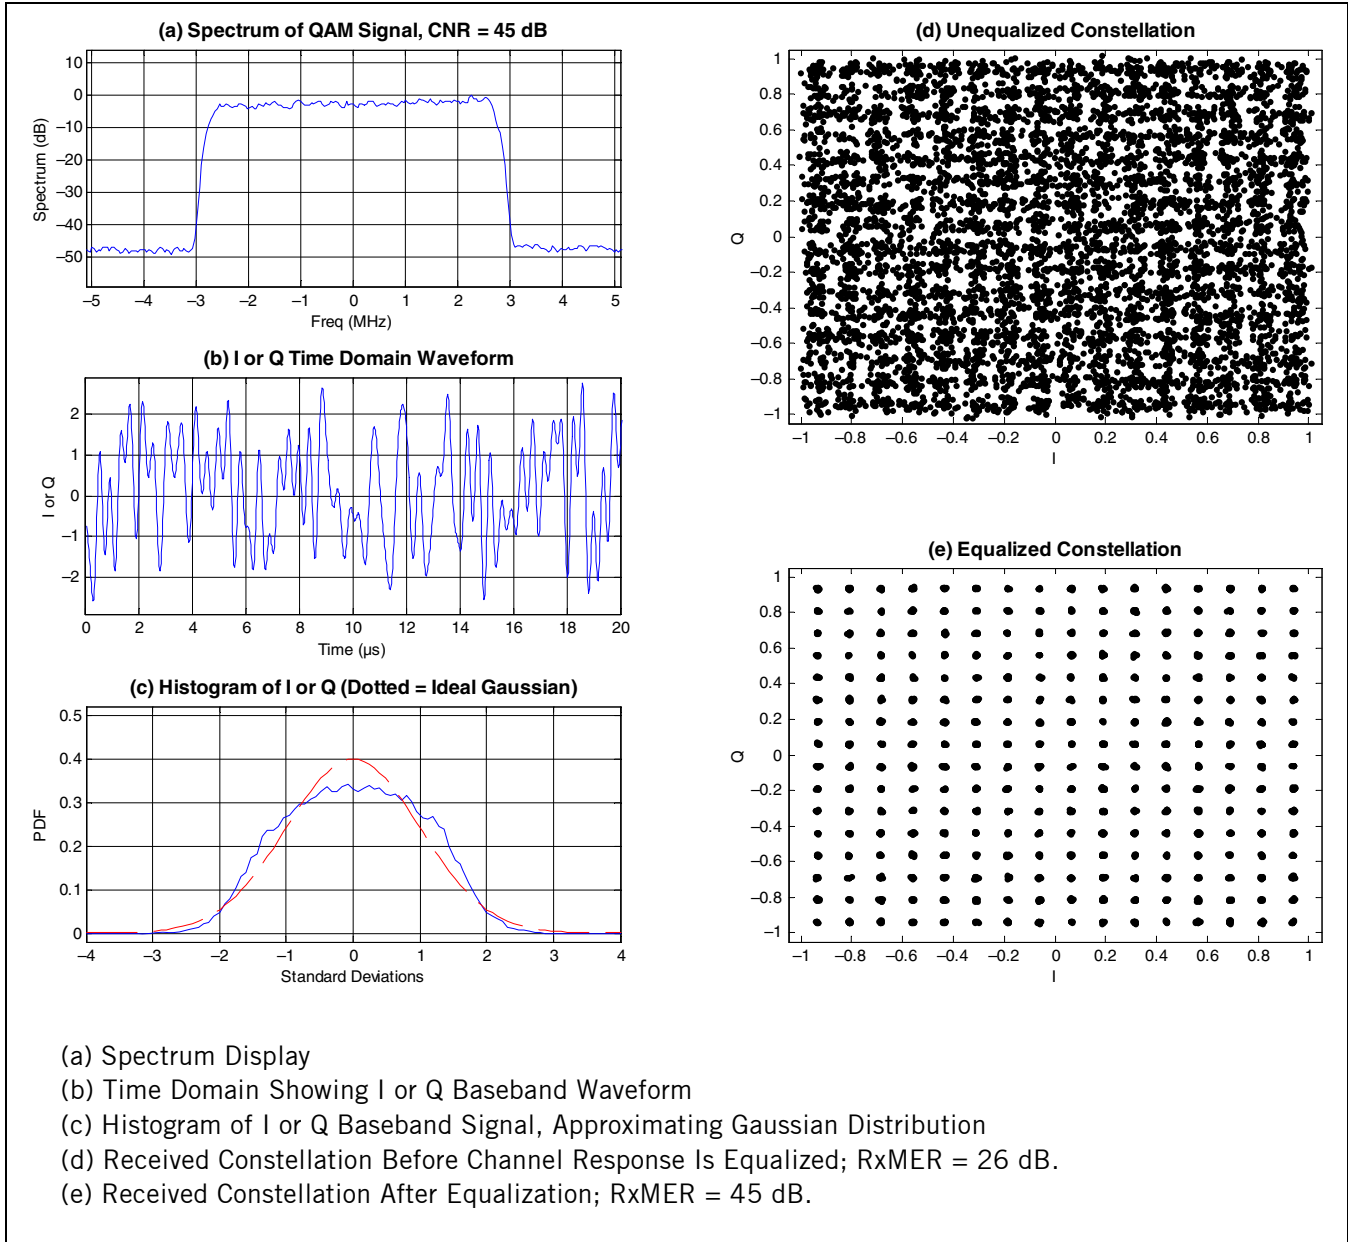 (a) Spectrum of QAM Signal, CNR = 45 dB
10
0
–10
–20
–30
–40
–50
Spectrum (dB)
–5 –4 –3 –2 –1 0 1 2 3 4 5
Freq (MHz)
(b) I or Q Time Domain Waveform
2
1
0
–1
–2
I or Q
0 2 4 6 8 10 12 14 16 18 20
Time (µs)
(c) Histogram of I or Q (Dotted = Ideal Gaussian)
0.5
0.4
0.3
0.2
0.1
0
PDF
–4 –3 –2 –1 0 1 2 3 4
Standard Deviations
(d) Unequalized Constellation
1
0.8
0.6
0.4
0.2
0
–0.2
–0.4
–0.6
–0.8
–1
Q
–1 –0.8 –0.6 –0.4 –0.2 0 0.2 0.4 0.6 0.8 1
I
(e) Equalized Constellation
1
0.8
0.6
0.4
0.2
0
–0.2
–0.4
–0.6
–0.8
–1
Q
–1 –0.8 –0.6 –0.4 –0.2 0 0.2 0.4 0.6 0.8 1
I
(a) Spectrum Display
(b) Time Domain Showing I or Q Baseband Waveform
(c) Histogram of I or Q Baseband Signal, Approximating Gaussian Distribution
(d) Received Constellation Before Channel Response Is Equalized; RxMER = 26 dB.
(e) Received Constellation After Equalization; RxMER = 45 dB.